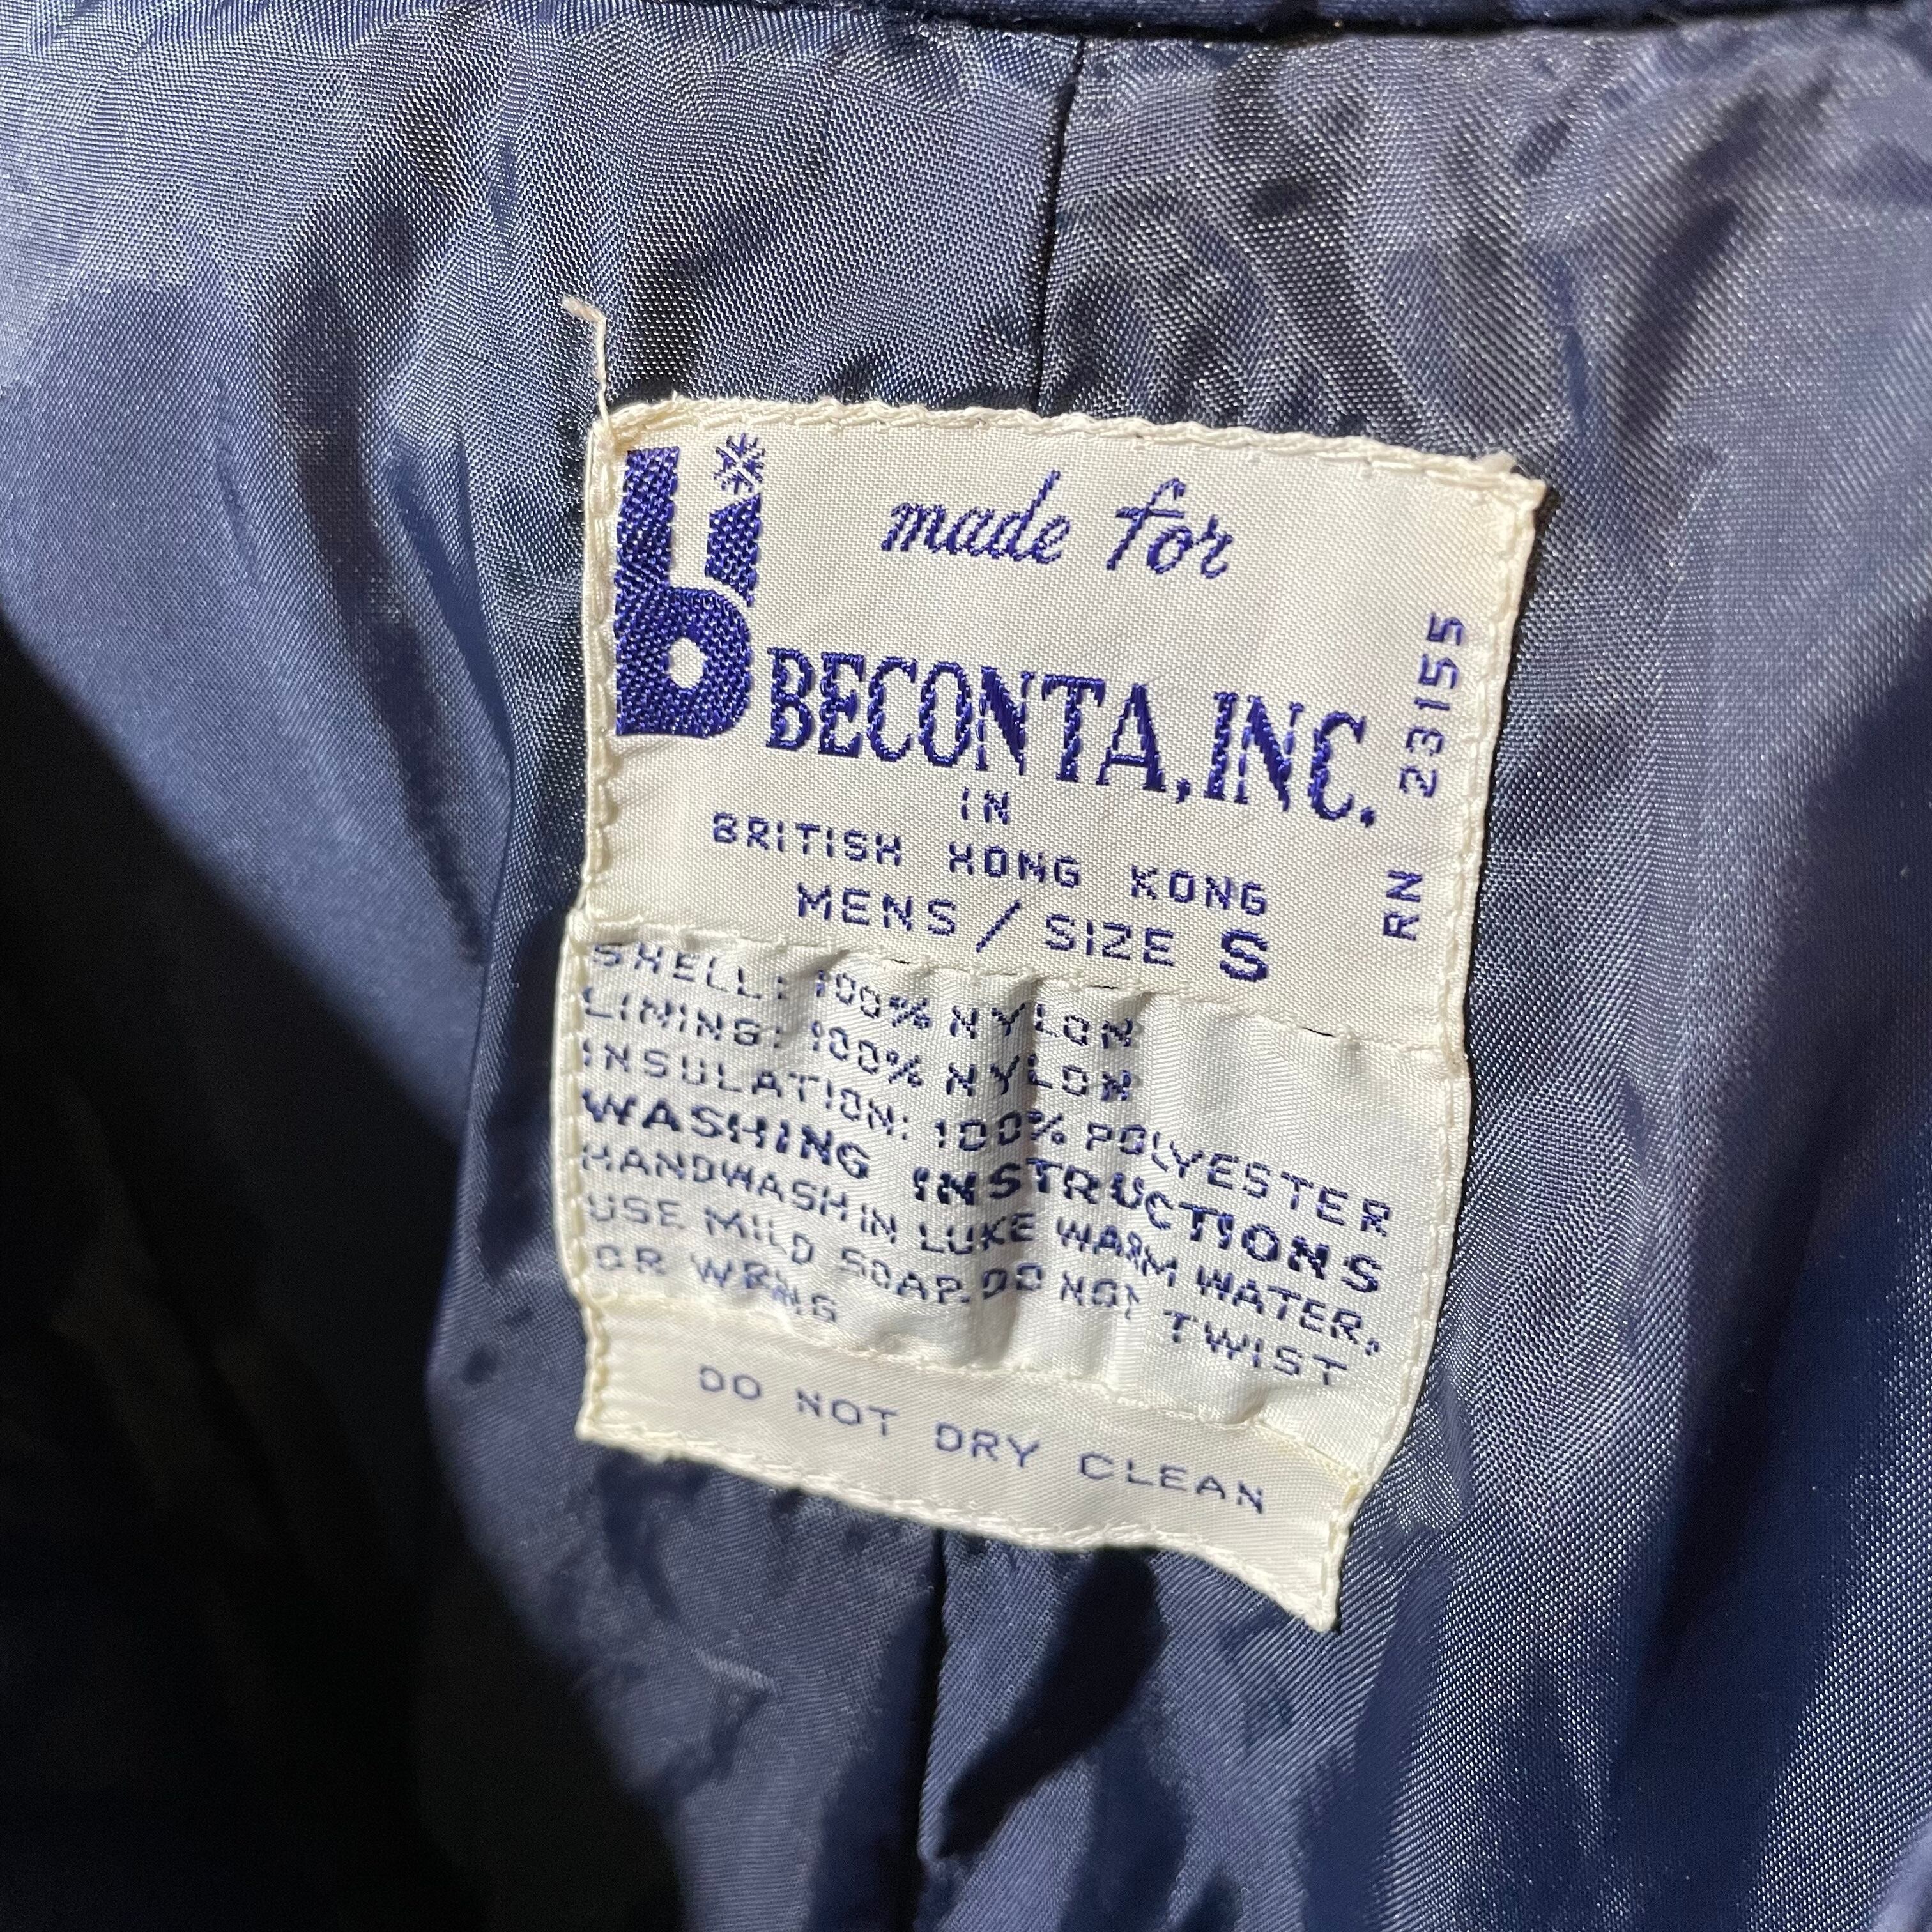 b
made for
BECONTA, INC.
IN
BRITISH HONG KONG
MENS / SIZE S
RN 23155
SHELL: 100% NYLON
LINING: 100% NYLON
INSULATION: 100% POLYESTER
WASHING INSTRUCTIONS
HANDWASH IN LUKE WARM WATER.
USE MILD SOAP. DO NOT TWIST
OR WRING
DO NOT DRY CLEAN